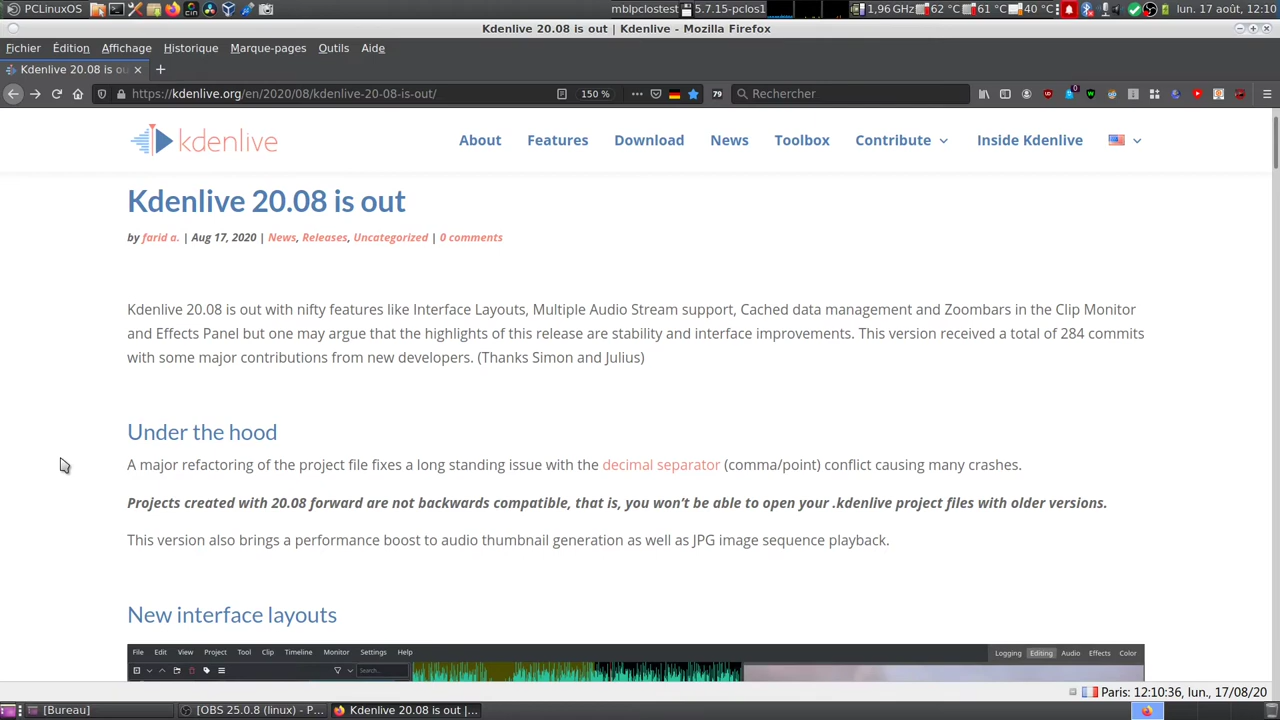 PCLinuxOS
mblpclostest 5.7.15-pclos1 1,96GHz 62 °C 61 °C 40 °C lun. 17 août, 12:10
Kdenlive 20.08 is out | Kdenlive - Mozilla Firefox
Fichier Édition Affichage Historique Marque-pages Outils Aide
Kdenlive 20.08 is ou
https://kdenlive.org/en/2020/08/kdenlive-20-08-is-out/ 150 % 79 Rechercher
kdenlive About Features Download News Toolbox Contribute Inside Kdenlive
Kdenlive 20.08 is out
by farid a. | Aug 17, 2020 | News, Releases, Uncategorized | 0 comments
Kdenlive 20.08 is out with nifty features like Interface Layouts, Multiple Audio Stream support, Cached data management and Zoombars in the Clip Monitor
and Effects Panel but one may argue that the highlights of this release are stability and interface improvements. This version received a total of 284 commits
with some major contributions from new developers. (Thanks Simon and Julius)
Under the hood
A major refactoring of the project file fixes a long standing issue with the decimal separator (comma/point) conflict causing many crashes.
Projects created with 20.08 forward are not backwards compatible, that is, you won’t be able to open your .kdenlive project files with older versions.
This version also brings a performance boost to audio thumbnail generation as well as JPG image sequence playback.
New interface layouts
File Edit View Project Tool Clip Timeline Monitor Settings Help Logging Editing Audio Effects Color
Search...
Paris: 12:10:36, lun., 17/08/20
[Bureau] [OBS 25.0.8 (linux) - P... Kdenlive 20.08 is out |...